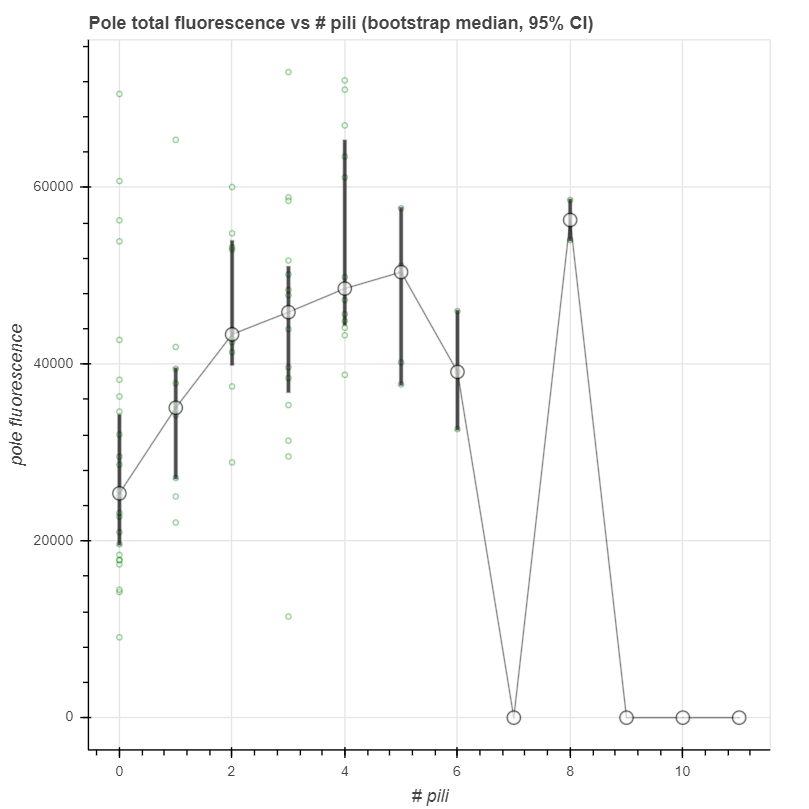 Pole total fluorescence vs # pili (bootstrap median, 95% CI)
60000
40000
20000
0
pole fluorescence
0 2 4 6 8 10
# pili